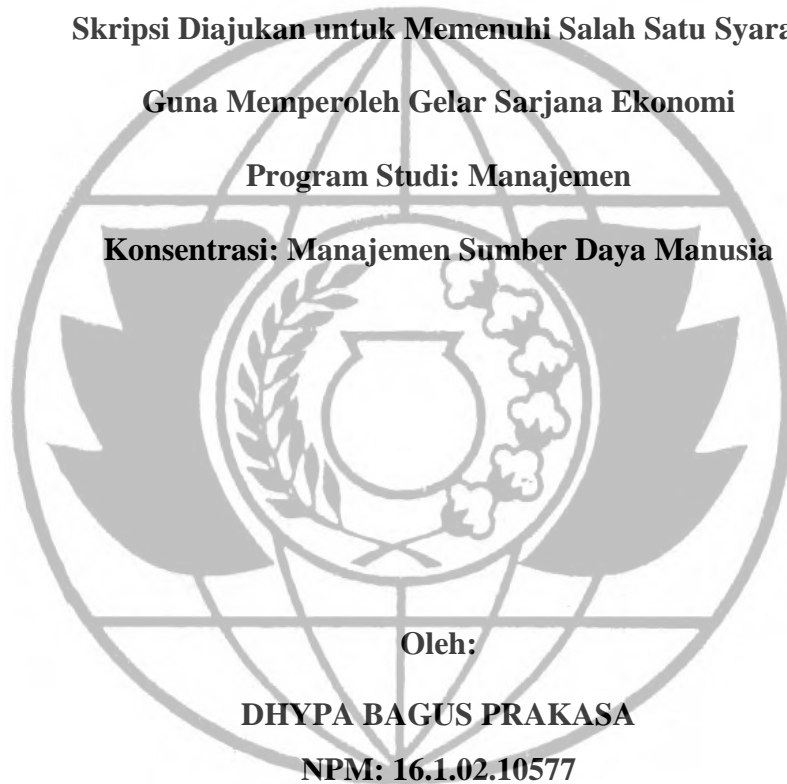 Skripsi Diajukan untuk Memenuhi Salah Satu
Guna Memperoleh Gelar Sarjana Ekonomi
Program Studi: Manajemen
Konsentrasi: Manajemen Sumber Daya Manusia
Oleh:
DHYPA BAGUS PRAKASA
NPM: 16.1.02.10577